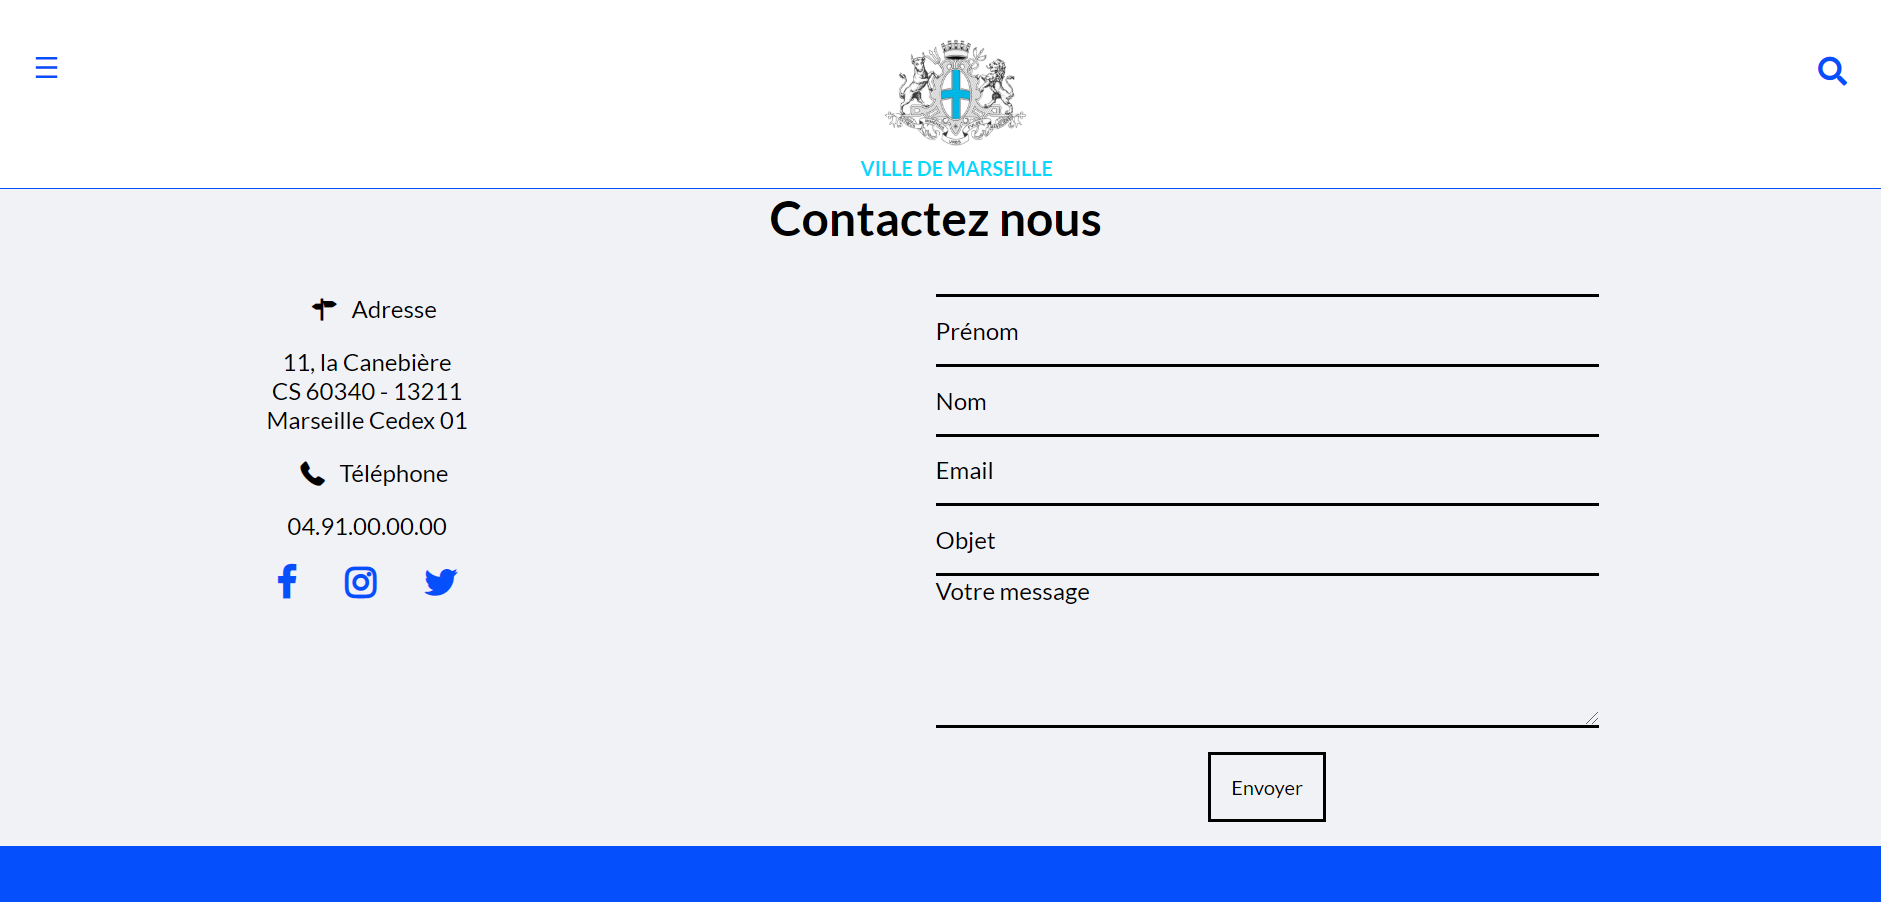 VILLE DE MARSEILLE
Contactez nous
Adresse
11, la Canebière
CS 60340 - 13211
Marseille Cedex 01
Téléphone
04.91.00.00.00
Prénom
Nom
Email
Objet
Votre message
Envoyer